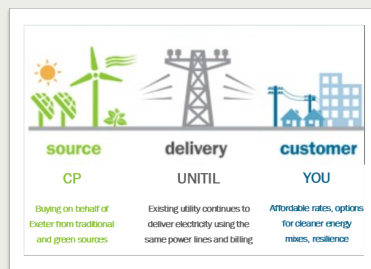 source delivery customer
CP UNITIL YOU
Buying on behalf of
Exeter from traditional
and green sources
Existing utility continues to
deliver electricity using the
same power lines and billing
Affordable rates, options
for cleaner energy
mixes, resilience